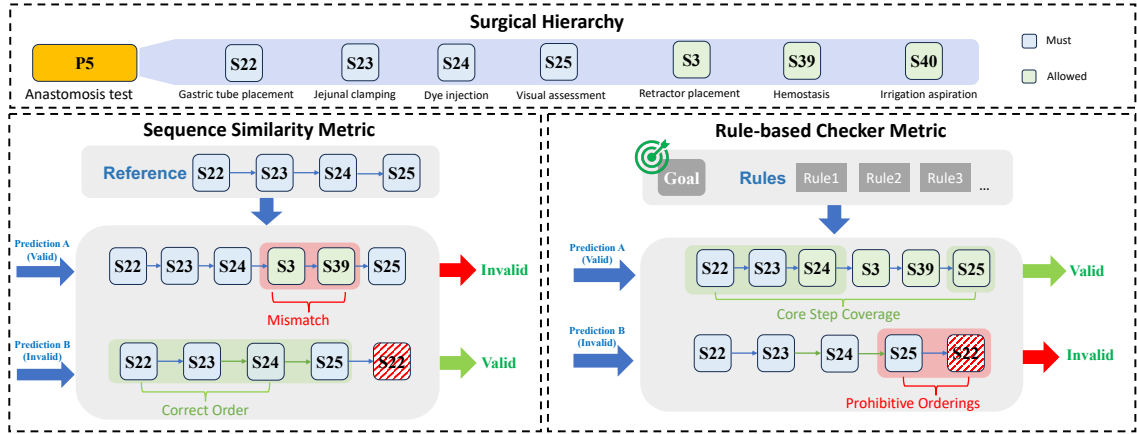 Surgical Hierarchy
P5
S22
S23
S24
S25
S3
S39
S40
Must
Allowed
Anastomosis test
Gastric tube placement
Jejunal clamping
Dye injection
Visual assessment
Retractor placement
Hemostasis
Irrigation aspiration
Sequence Similarity Metric
Reference
S22
S23
S24
S25
Prediction A
(Valid)
S22
S23
S24
S3
S39
S25
Invalid
Mismatch
Prediction B
(Invalid)
S22
S23
S24
S25
S22
Valid
Correct Order
Rule-based Checker Metric
Goal
Rules
Rule1
Rule2
Rule3
...
Prediction A
(Valid)
S22
S23
S24
S3
S39
S25
Valid
Core Step Coverage
Prediction B
(Invalid)
S22
S23
S24
S25
S22
Invalid
Prohibitive Orderings